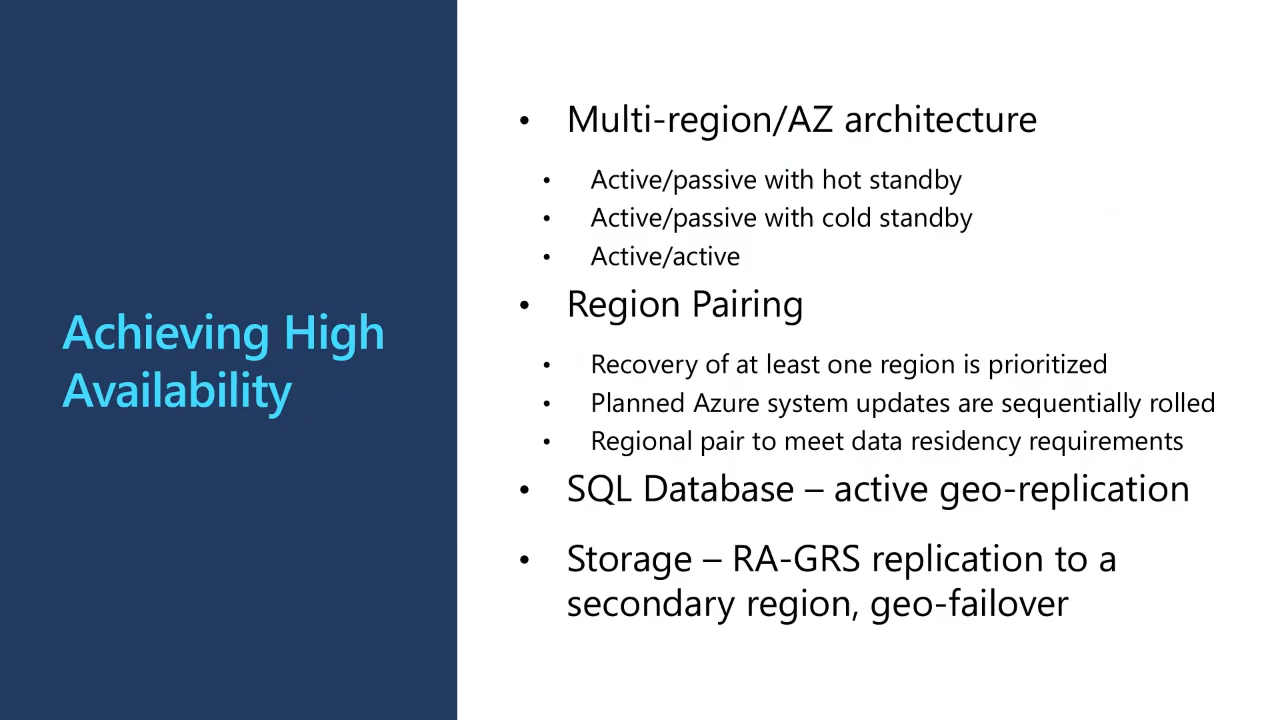 Achieving High
Availability
• Multi-region/AZ architecture
• Active/passive with hot standby
• Active/passive with cold standby
• Active/active
• Region Pairing
• Recovery of at least one region is prioritized
• Planned Azure system updates are sequentially rolled
• Regional pair to meet data residency requirements
• SQL Database – active geo-replication
• Storage – RA-GRS replication to a
secondary region, geo-failover